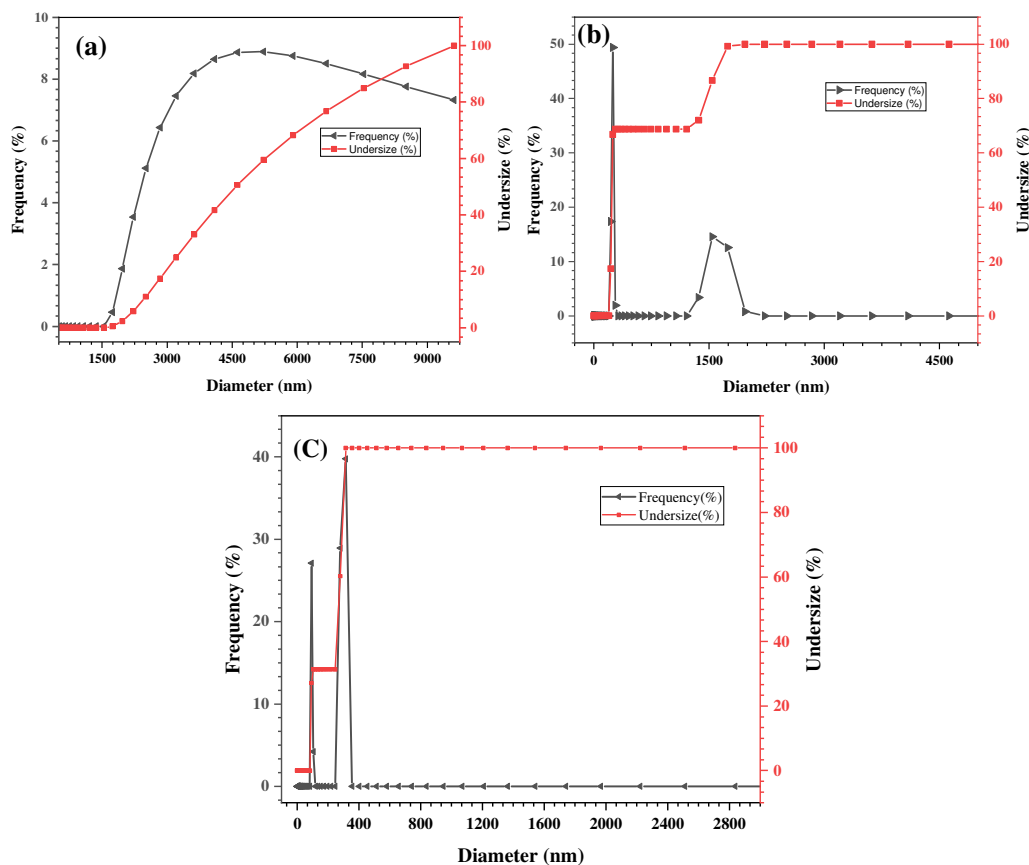 (a)
10
8
6
4
2
0
Frequency (%)
100
80
60
40
20
0
Undersize (%)
Frequency (%)
Undersize (%)
1500 3000 4500 6000 7500 9000
Diameter (nm)
(b)
50
40
30
20
10
0
Frequency (%)
100
80
60
40
20
0
Undersize (%)
Frequency (%)
Undersize (%)
0 1500 3000 4500
Diameter (nm)
(C)
40
30
20
10
0
Frequency (%)
100
80
60
40
20
0
Undersize (%)
Frequency(%)
Undersize(%)
0 400 800 1200 1600 2000 2400 2800
Diameter (nm)